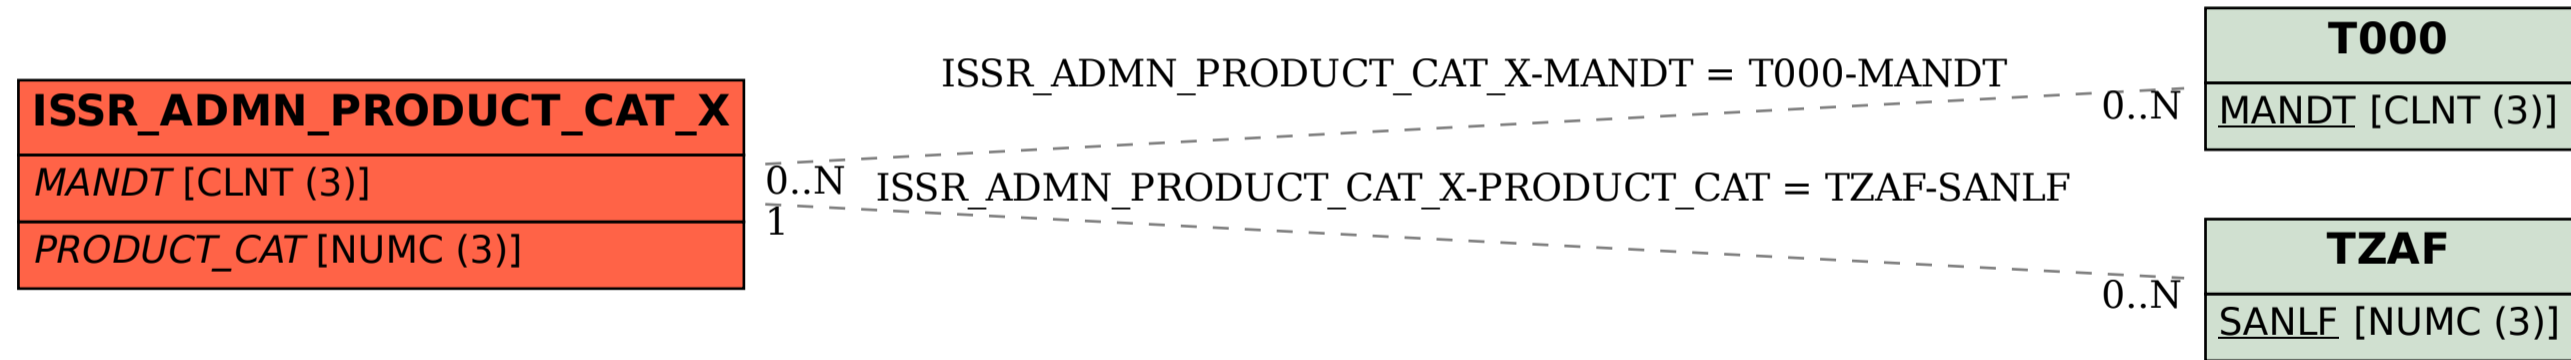 ISSR_ADMN_PRODUCT_CAT_X
MANDT [CLNT (3)]
PRODUCT_CAT [NUMC (3)]
ISSR_ADMN_PRODUCT_CAT_X-MANDT = T000-MANDT
0..N
0..N
ISSR_ADMN_PRODUCT_CAT_X-PRODUCT_CAT = TZAF-SANLF
1
0..N
T000
MANDT [CLNT (3)]
TZAF
SANLF [NUMC (3)]